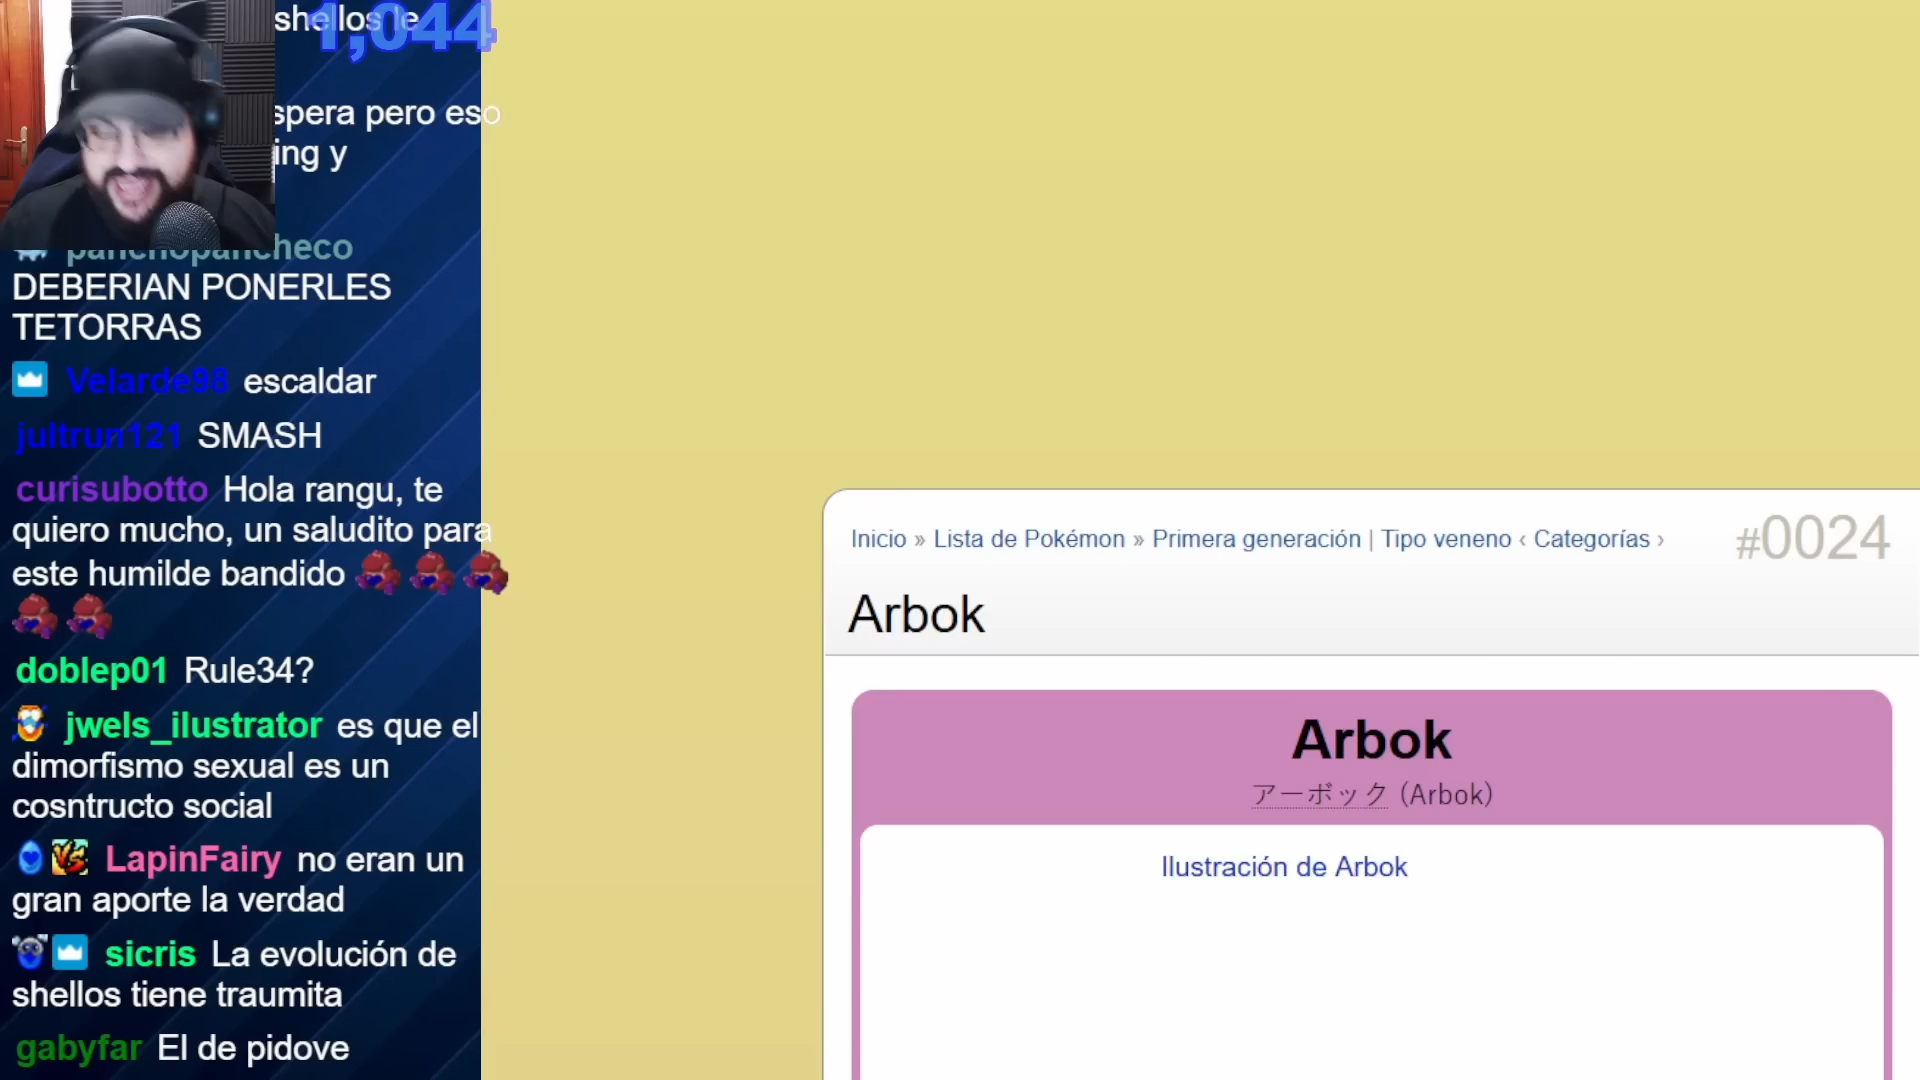 shellos le
1,044
spera pero eso
ing y
panchopancheco
DEBERIAN PONERLES
TETORRAS
Velarde98 escaldar
jultrun121 SMASH
curisubotto Hola rangu, te
quiero mucho, un saludito para
este humilde bandido
doblep01 Rule34?
jwels_ilustrator es que el
dimorfismo sexual es un
cosntructo social
LapinFairy no eran un
gran aporte la verdad
sicris La evolución de
shellos tiene traumita
gabyfar El de pidove
Inicio » Lista de Pokémon » Primera generación | Tipo veneno ‹ Categorías ›
#0024
Arbok
Arbok
アーボック (Arbok)
Ilustración de Arbok